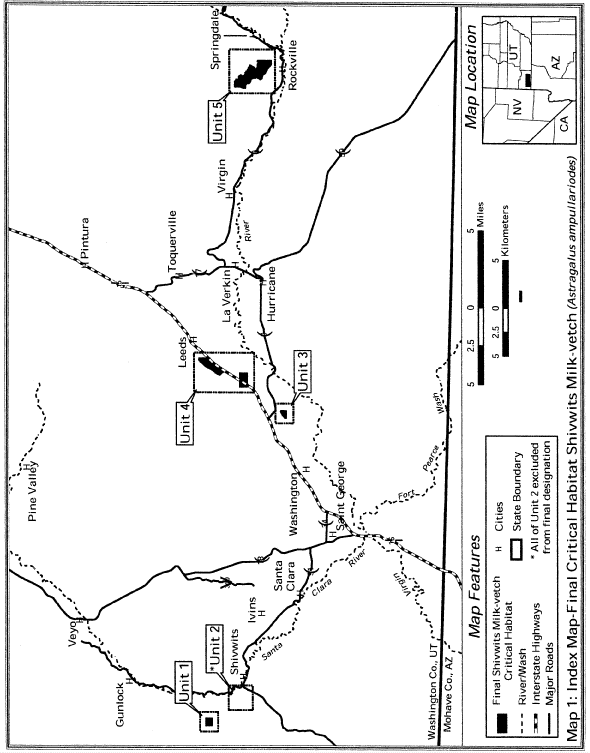 Springdale
Rockville
Unit 5
Virgin
River
Toquerville
La Verkin
Hurricane
Pintura
Leeds
Unit 4
Unit 3
Pine Valley
Washington
Saint George
Fort
Pearce
Wash
Santa
Clara
Ivins
Shivwits
*Unit 2
Unit 1
Santa
Clara
River
Virgin
Veyo
Gunlock
Washington Co., UT
Mohave Co., AZ
Map Features
Final Shivwits Milk-vetch
Critical Habitat
River/Wash
Interstate Highways
Major Roads
H Cities
State Boundary
* All of Unit 2 excluded
from final designation
5 2.5 0 5
Miles
5 2.5 0 5
Kilometers
Map Location
NV
UT
CA
AZ
Map 1: Index Map-Final Critical Habitat Shivwits Milk-vetch (Astragalus ampullariodes)